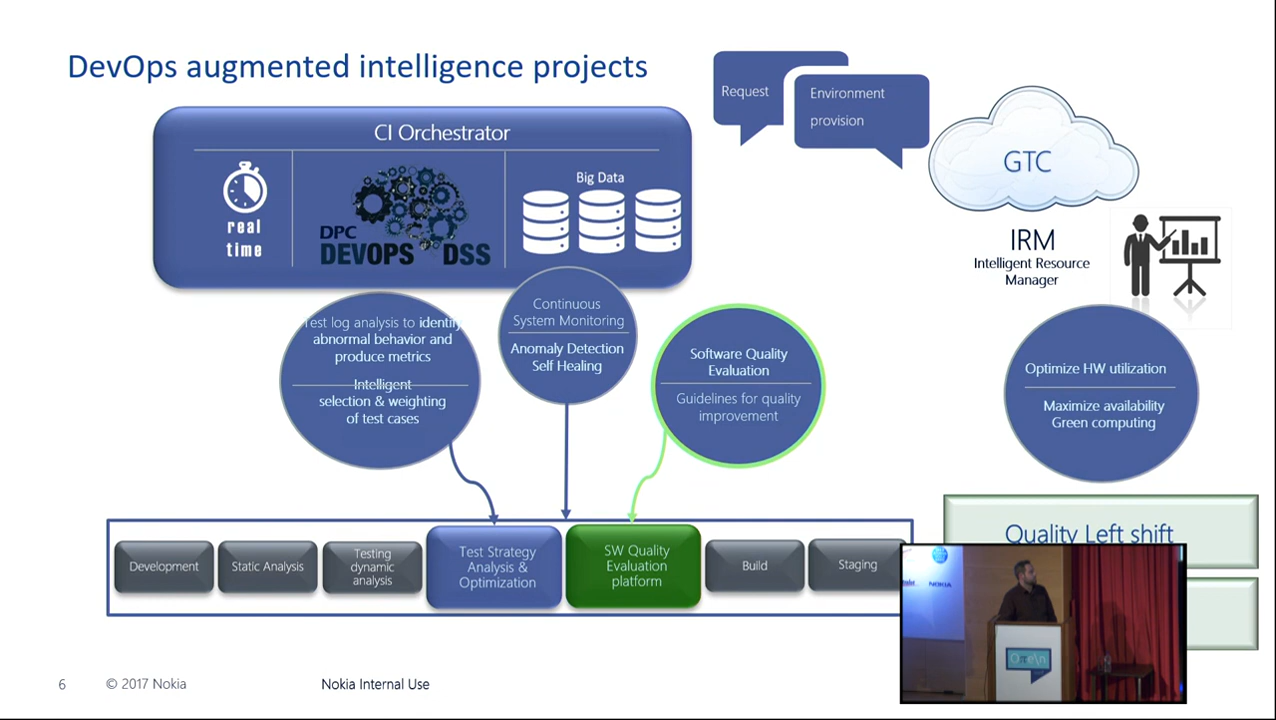 DevOps augmented intelligence projects
Request
Environment
provision
CI Orchestrator
real
time
DPC
DEVOPS DSS
Big Data
GTC
IRM
Intelligent Resource
Manager
Test log analysis to identify
abnormal behavior and
produce metrics
Intelligent
selection & weighting
of test cases
Continuous
System Monitoring
Anomaly Detection
Self Healing
Software Quality
Evaluation
Guidelines for quality
improvement
Optimize HW utilization
Maximize availability
Green computing
Development
Static Analysis
Testing
dynamic
analysis
Test Strategy
Analysis &
Optimization
SW Quality
Evaluation
platform
Build
Staging
Quality Left shift
NOKIA
6
© 2017 Nokia
Nokia Internal Use